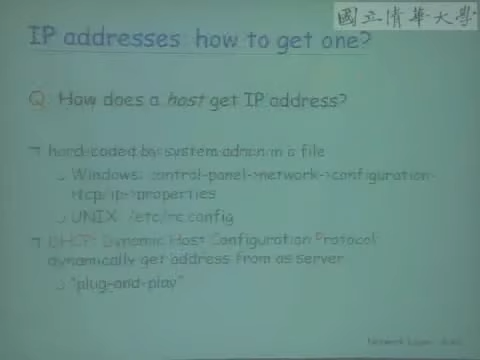 國立清華大學
IP addresses: how to get one?
Q: How does a host get IP address?
hard-coded by system admin in a file
Windows: control-panel->network->configuration-
>tcp/ip->properties
UNIX: /etc/rc.config
DHCP: Dynamic Host Configuration Protocol:
dynamically get address from as server
"plug-and-play"
Network Layer